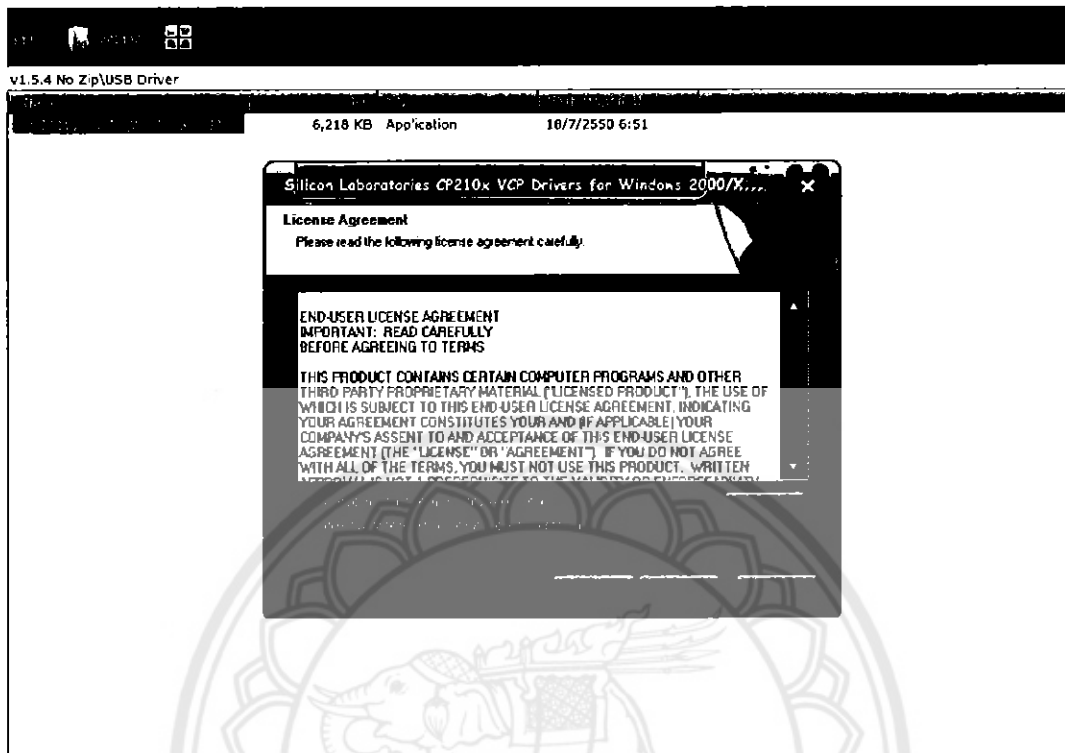 v1.5.4 No Zip\USB Driver
6,218 KB Application 18/7/2550 6:51
Silicon Laboratories CP210x VCP Drivers for Windows 2000/X...
License Agreement
Please read the following license agreement carefully.
END-USER LICENSE AGREEMENT
IMPORTANT: READ CAREFULLY
BEFORE AGREEING TO TERMS
THIS PRODUCT CONTAINS CERTAIN COMPUTER PROGRAMS AND OTHER
THIRD PARTY PROPRIETARY MATERIAL ("LICENSED PRODUCT"), THE USE OF
WHICH IS SUBJECT TO THIS END-USER LICENSE AGREEMENT. INDICATING
YOUR AGREEMENT CONSTITUTES YOUR AND (IF APPLICABLE) YOUR
COMPANY'S ASSENT TO AND ACCEPTANCE OF THIS END-USER LICENSE
AGREEMENT (THE "LICENSE" OR "AGREEMENT"). IF YOU DO NOT AGREE
WITH ALL OF THE TERMS, YOU MUST NOT USE THIS PRODUCT. WRITTEN